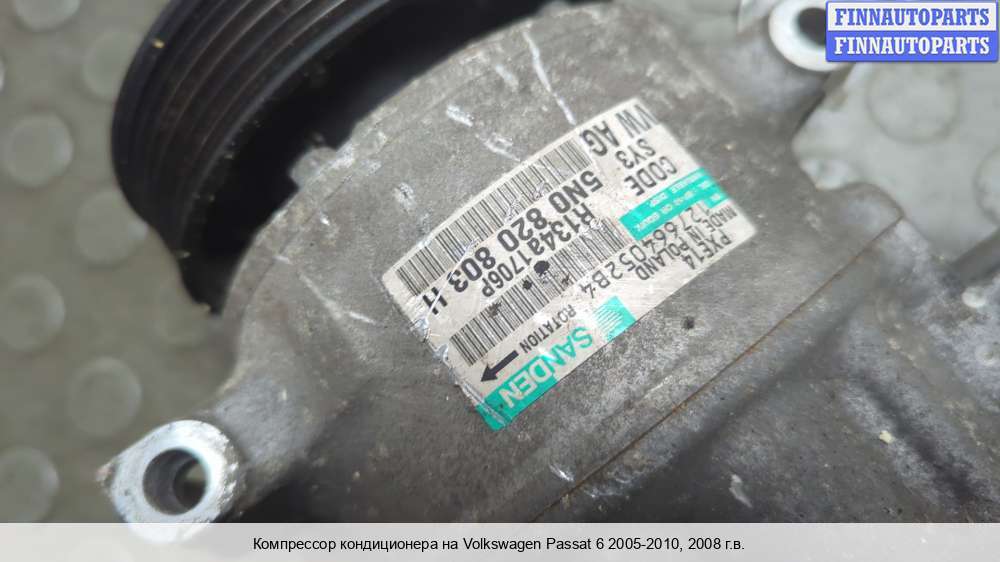 FINNAUTOPARTS
FINNAUTOPARTS
VW AG
CODE
SY3
5N0 820 803 H
R134a
1706P
PXE14
MADE IN POLAND
ROTATION
SANDEN
Компрессор кондиционера на Volkswagen Passat 6 2005-2010, 2008 г.в.